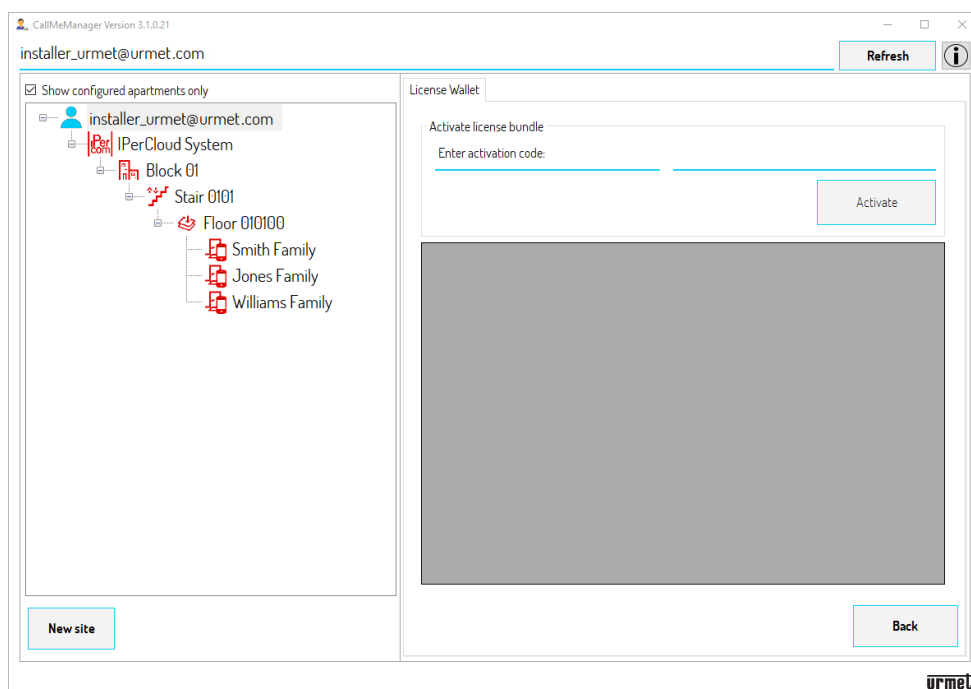 CallMeManager Version 3.1.0.21
installer_urmet@urmet.com
Refresh
Show configured apartments only
installer_urmet@urmet.com
IPer
com
IPerCloud System
Block 01
Stair 0101
Floor 010100
Smith Family
Jones Family
Williams Family
New site
License Wallet
Activate license bundle
Enter activation code:
Activate
Back
urmet